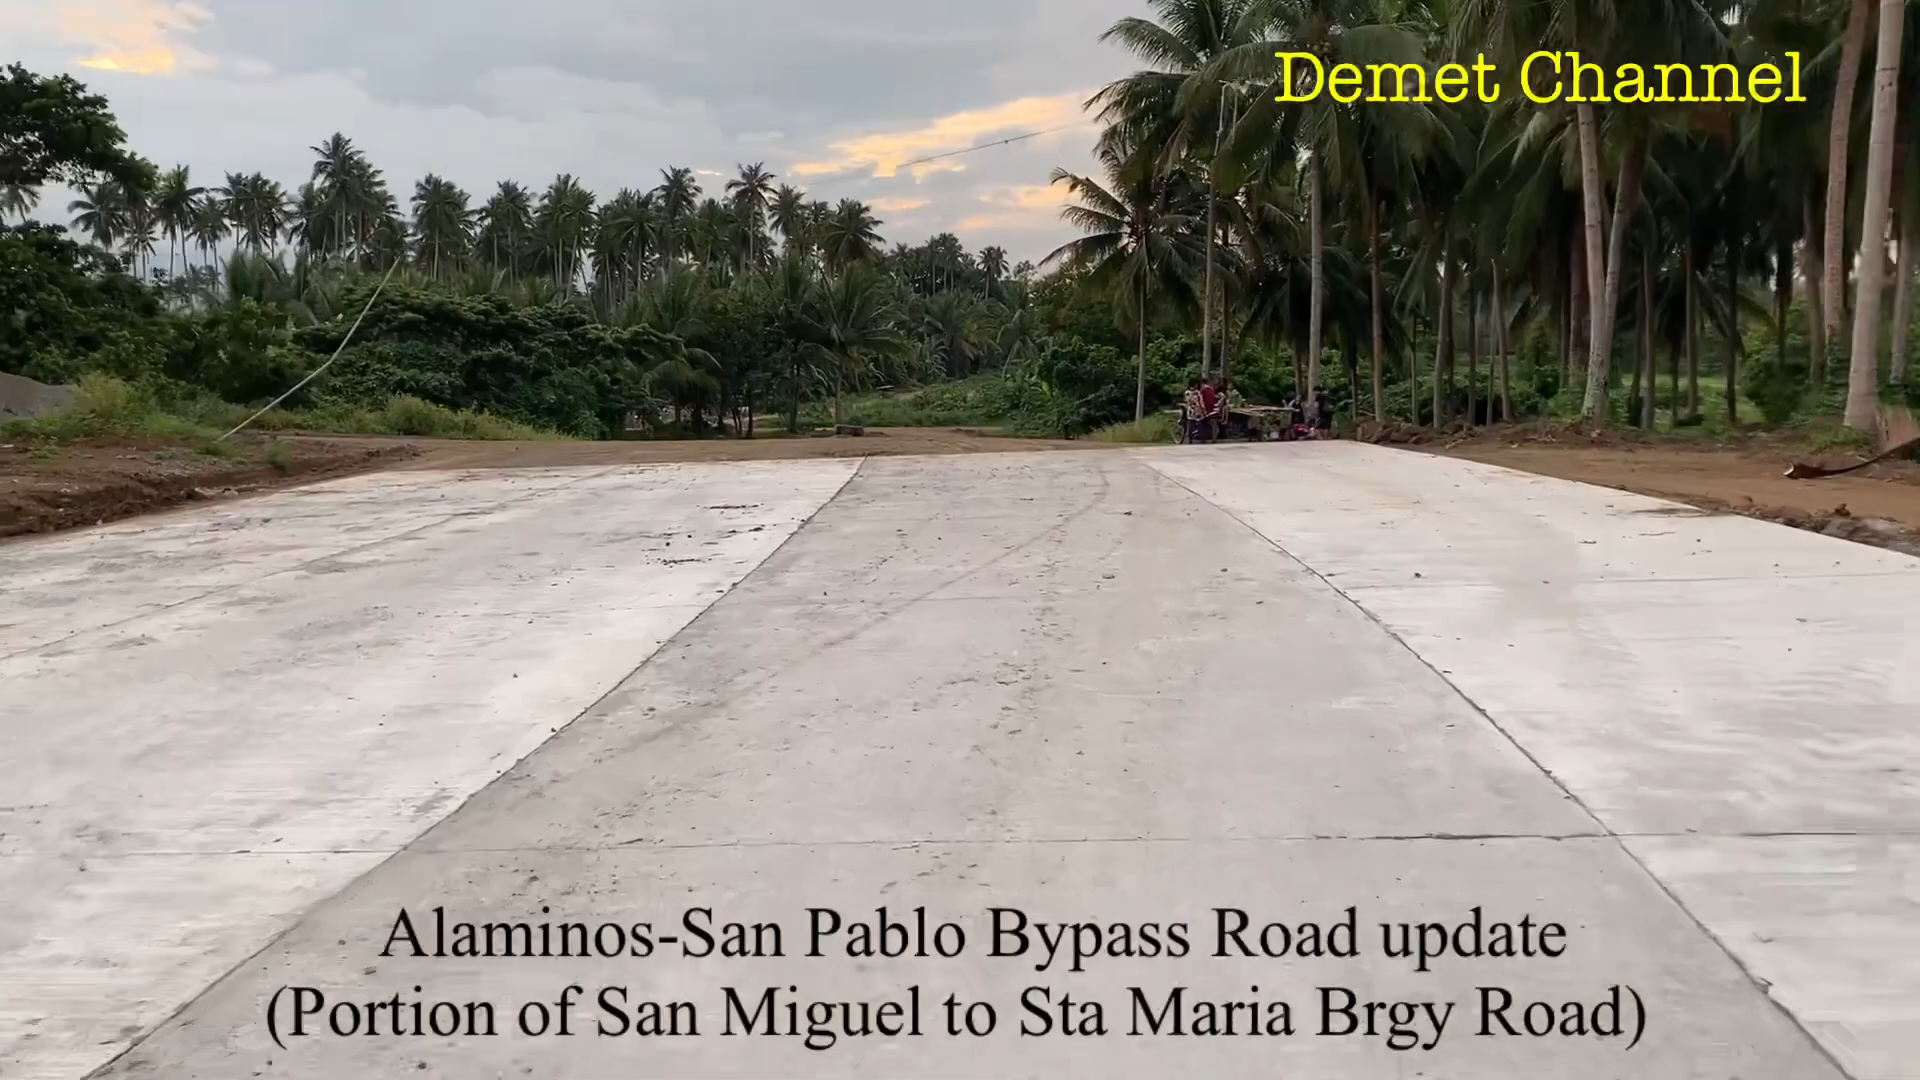 Demet Channel
Alaminos-San Pablo Bypass Road update
(Portion of San Miguel to Sta Maria Brgy Road)